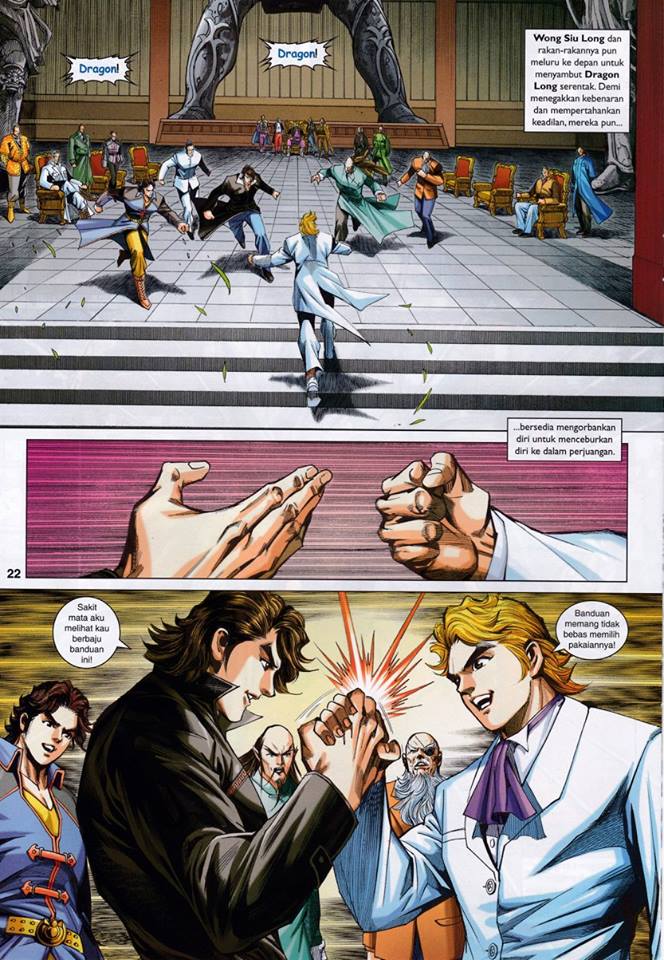 Dragon!
Dragon!
Wong Siu Long dan
rakan-rakannya pun
meluru ke depan untuk
menyambut Dragon
Long serentak. Demi
menegakkan kebenaran
dan mempertahankan
keadilan, mereka pun...
...bersedia mengorbankan
diri untuk menceburkan
diri ke dalam perjuangan.
22
Sakit
mata aku
melihat kau
berbaju
banduan
ini!
Banduan
memang tidak
bebas memilih
pakaiannya!